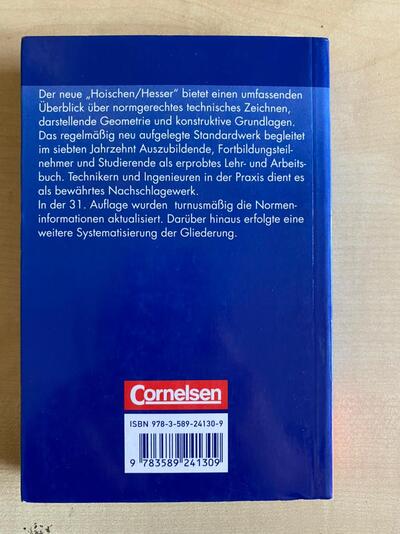 Der neue „Hoischen/Hesser" bietet einen umfassenden
Überblick über normgerechtes technisches Zeichnen,
darstellende Geometrie und konstruktive Grundlagen.
Das regelmäßig neu aufgelegte Standardwerk begleitet
im siebten Jahrzehnt Auszubildende, Fortbildungsteil-
nehmer und Studierende als erprobtes Lehr- und Arbeits-
buch. Technikern und Ingenieuren in der Praxis dient es
als bewährtes Nachschlagewerk.
In der 31. Auflage wurden turnusmäßig die Normen-
informationen aktualisiert. Darüber hinaus erfolgte eine
weitere Systematisierung der Gliederung.
Cornelsen
ISBN 978-3-589-24130-9
9 783589 241309